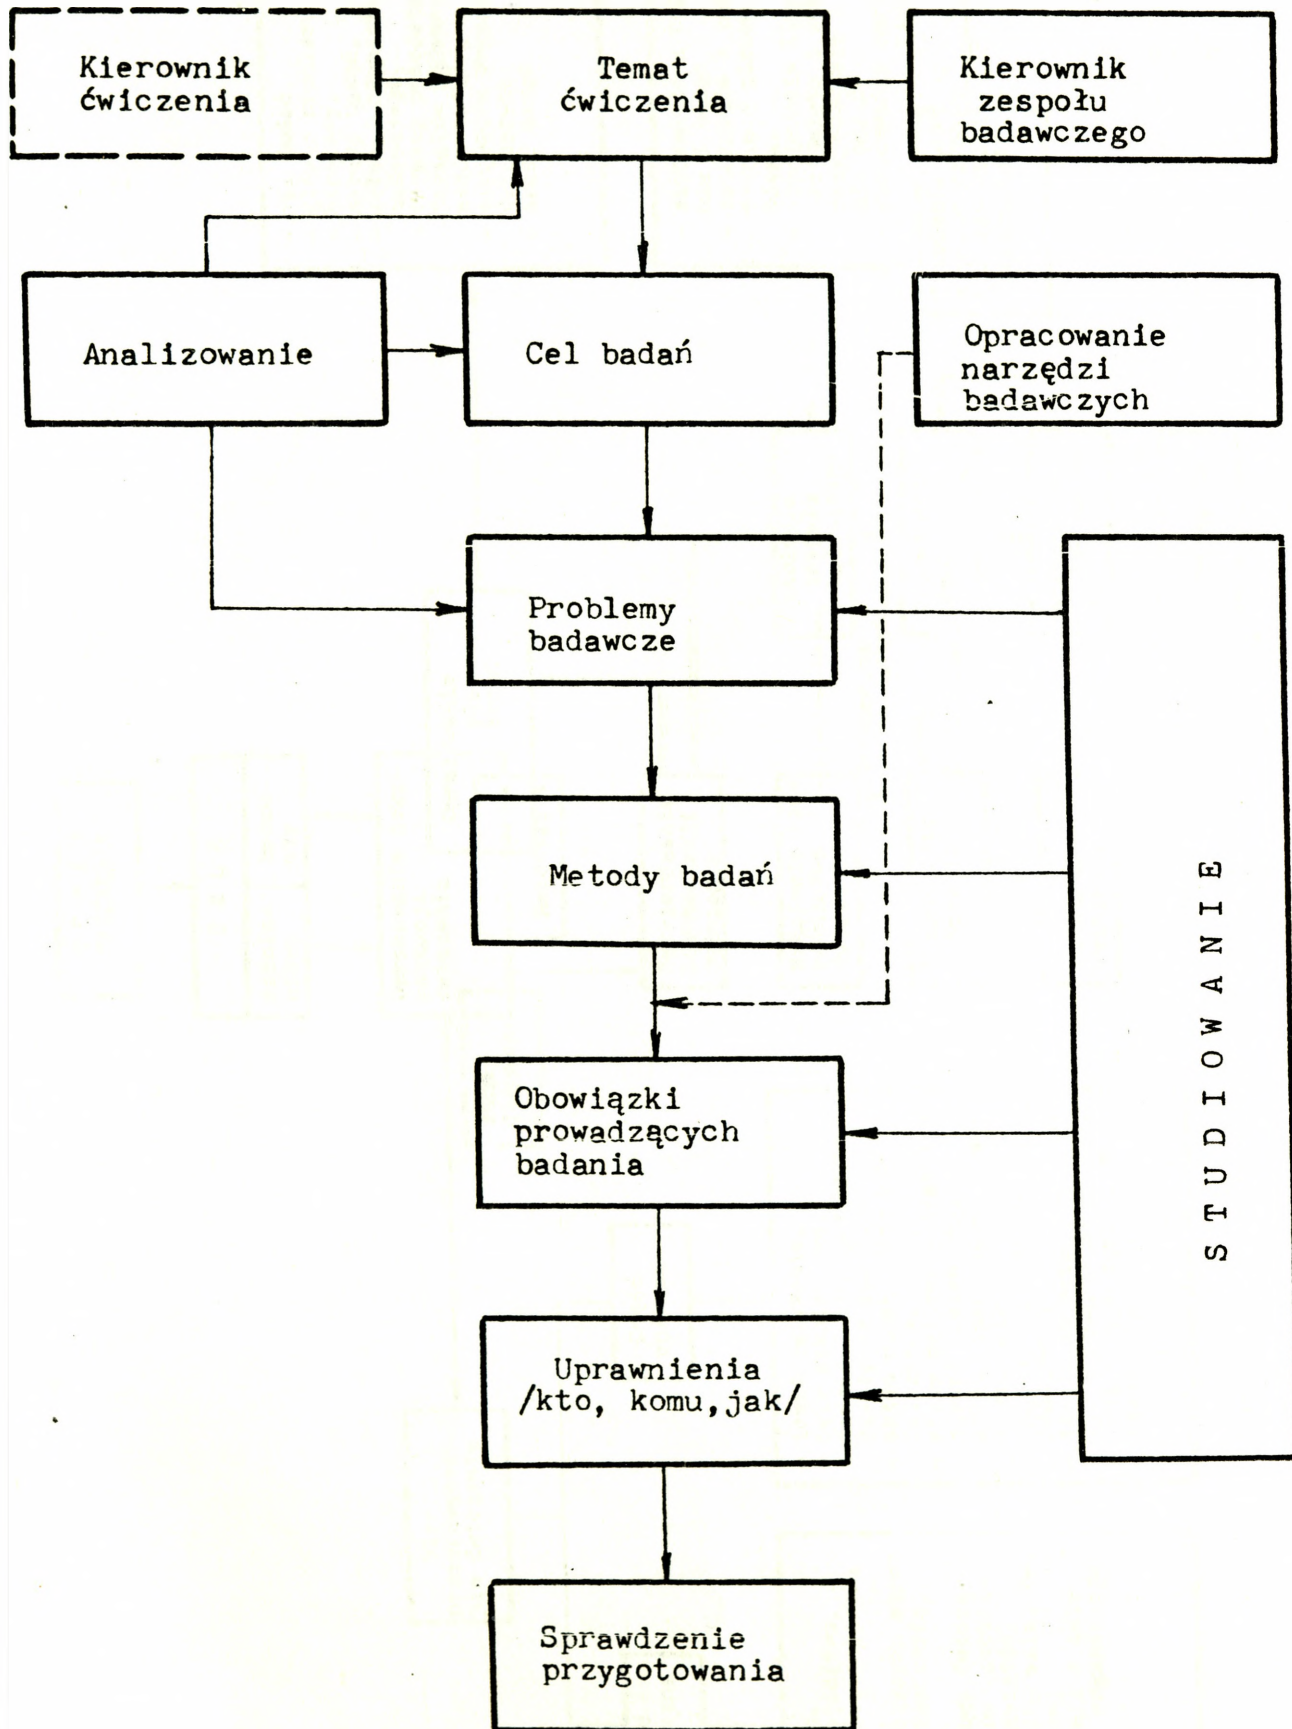 Kierownik
ćwiczenia
Temat
ćwiczenia
Kierownik
zespołu
badawczego
Analizowanie
Cel badań
Opracowanie
narzędzi
badawczych
Problemy
badawcze
Metody badań
Obowiązki
prowadzących
badania
Uprawnienia
/kto, komu,jak/
Sprawdzenie
przygotowania
STUDIOWANIE